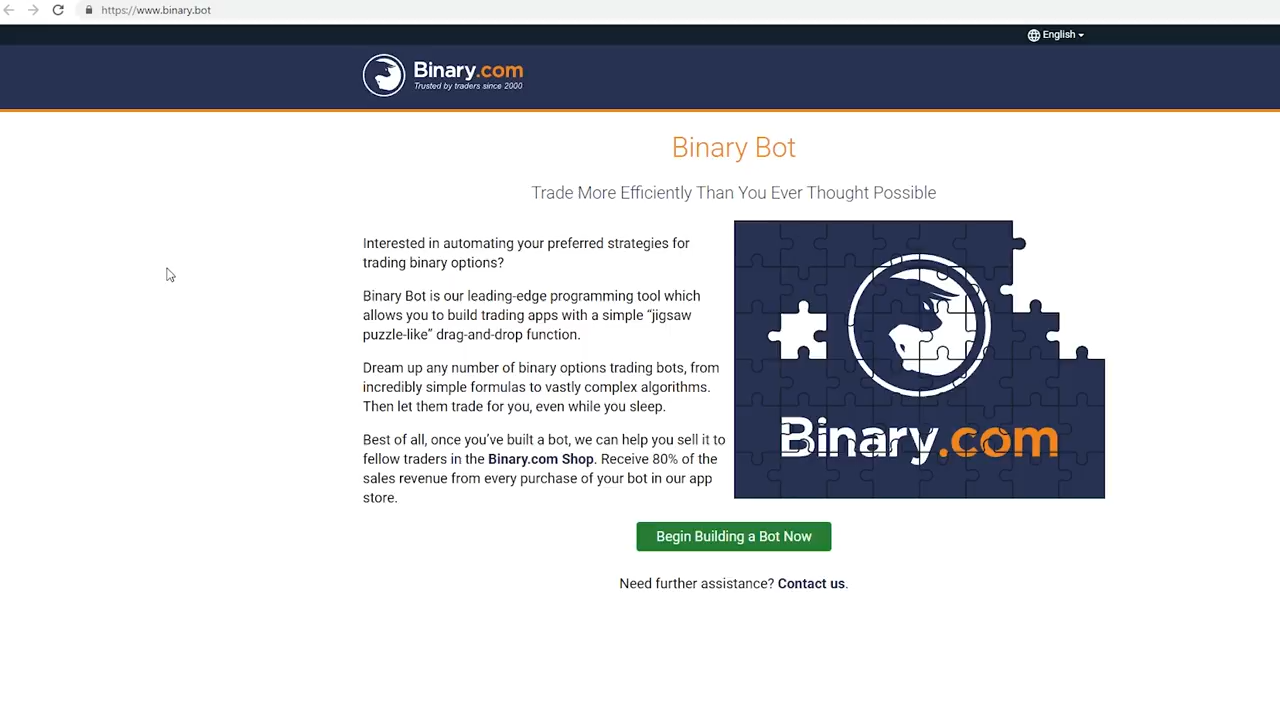 https://www.binary.bot
English
Binary.com
Trusted by traders since 2000
Binary Bot
Trade More Efficiently Than You Ever Thought Possible
Interested in automating your preferred strategies for
trading binary options?
Binary Bot is our leading-edge programming tool which
allows you to build trading apps with a simple “jigsaw
puzzle-like” drag-and-drop function.
Dream up any number of binary options trading bots, from
incredibly simple formulas to vastly complex algorithms.
Then let them trade for you, even while you sleep.
Best of all, once you’ve built a bot, we can help you sell it to
fellow traders in the Binary.com Shop. Receive 80% of the
sales revenue from every purchase of your bot in our app
store.
Binary.com
Begin Building a Bot Now
Need further assistance? Contact us.